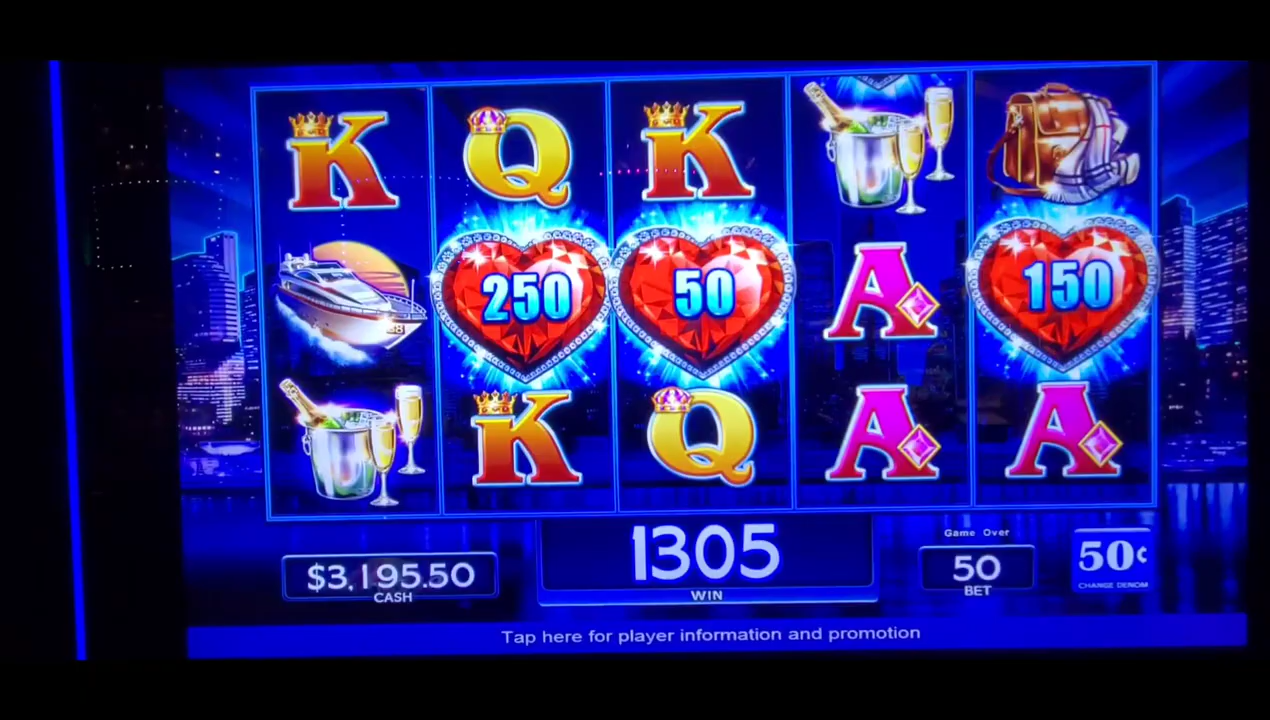 K Q K
250 50 A 150
88
K Q A A
1305
Game Over
$3,195.50 50 50¢
CASH WIN BET CHANGE DENOM
Tap here for player information and promotion